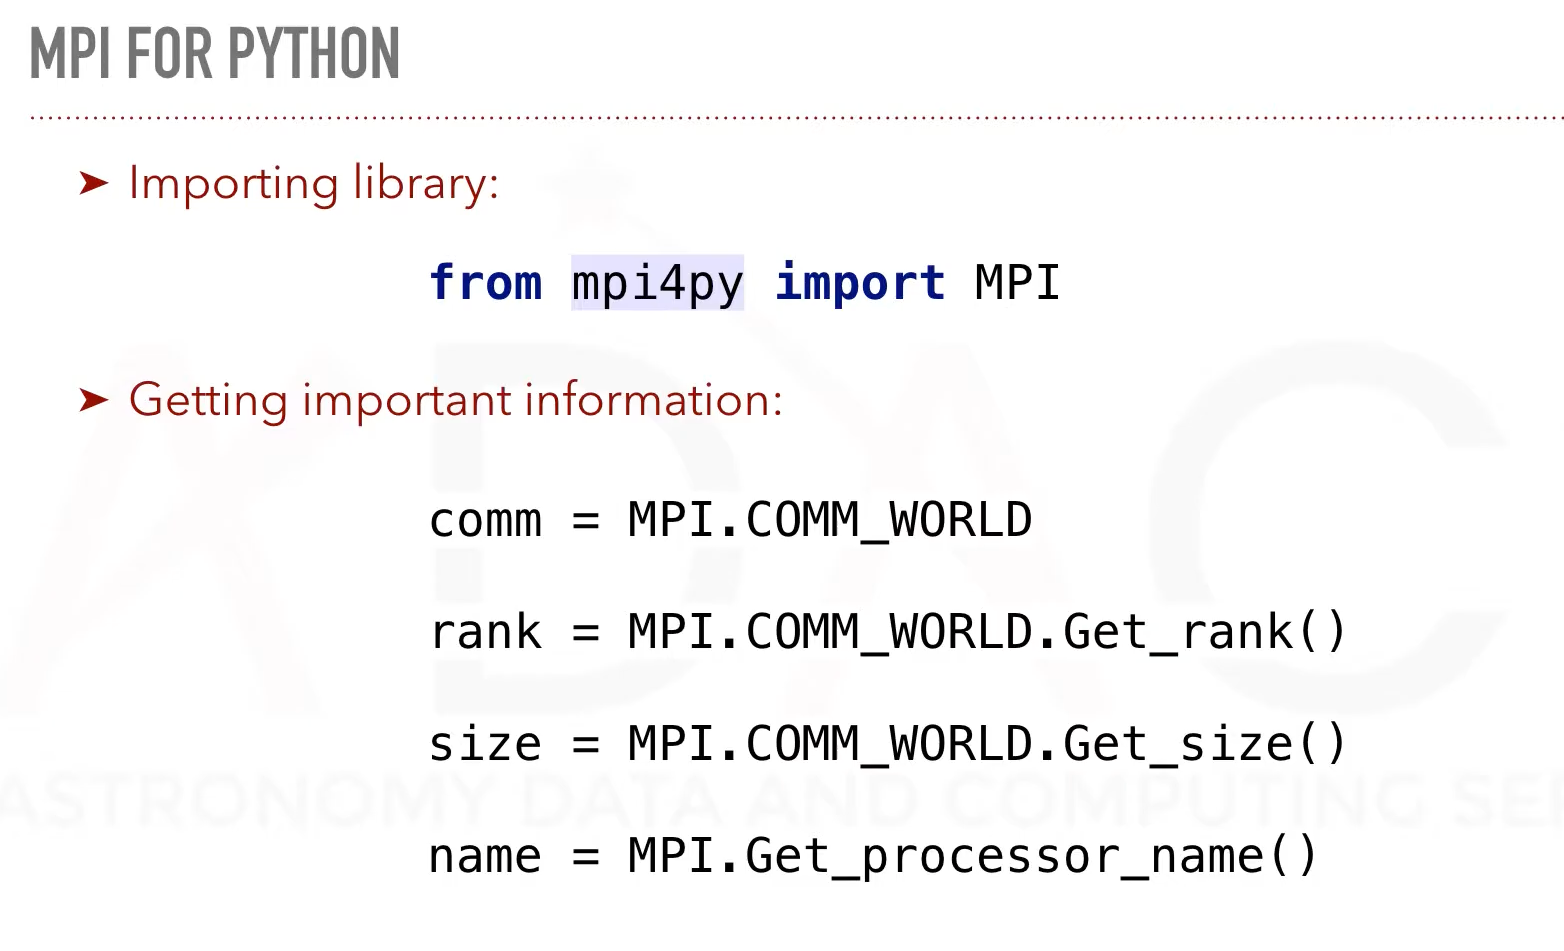 MPI FOR PYTHON
➤ Importing library:
from mpi4py import MPI
➤ Getting important information:
comm = MPI.COMM_WORLD
rank = MPI.COMM_WORLD.Get_rank()
size = MPI.COMM_WORLD.Get_size()
ADAC
ASTRONOMY DATA AND COMPUTING SE
name = MPI.Get_processor_name()